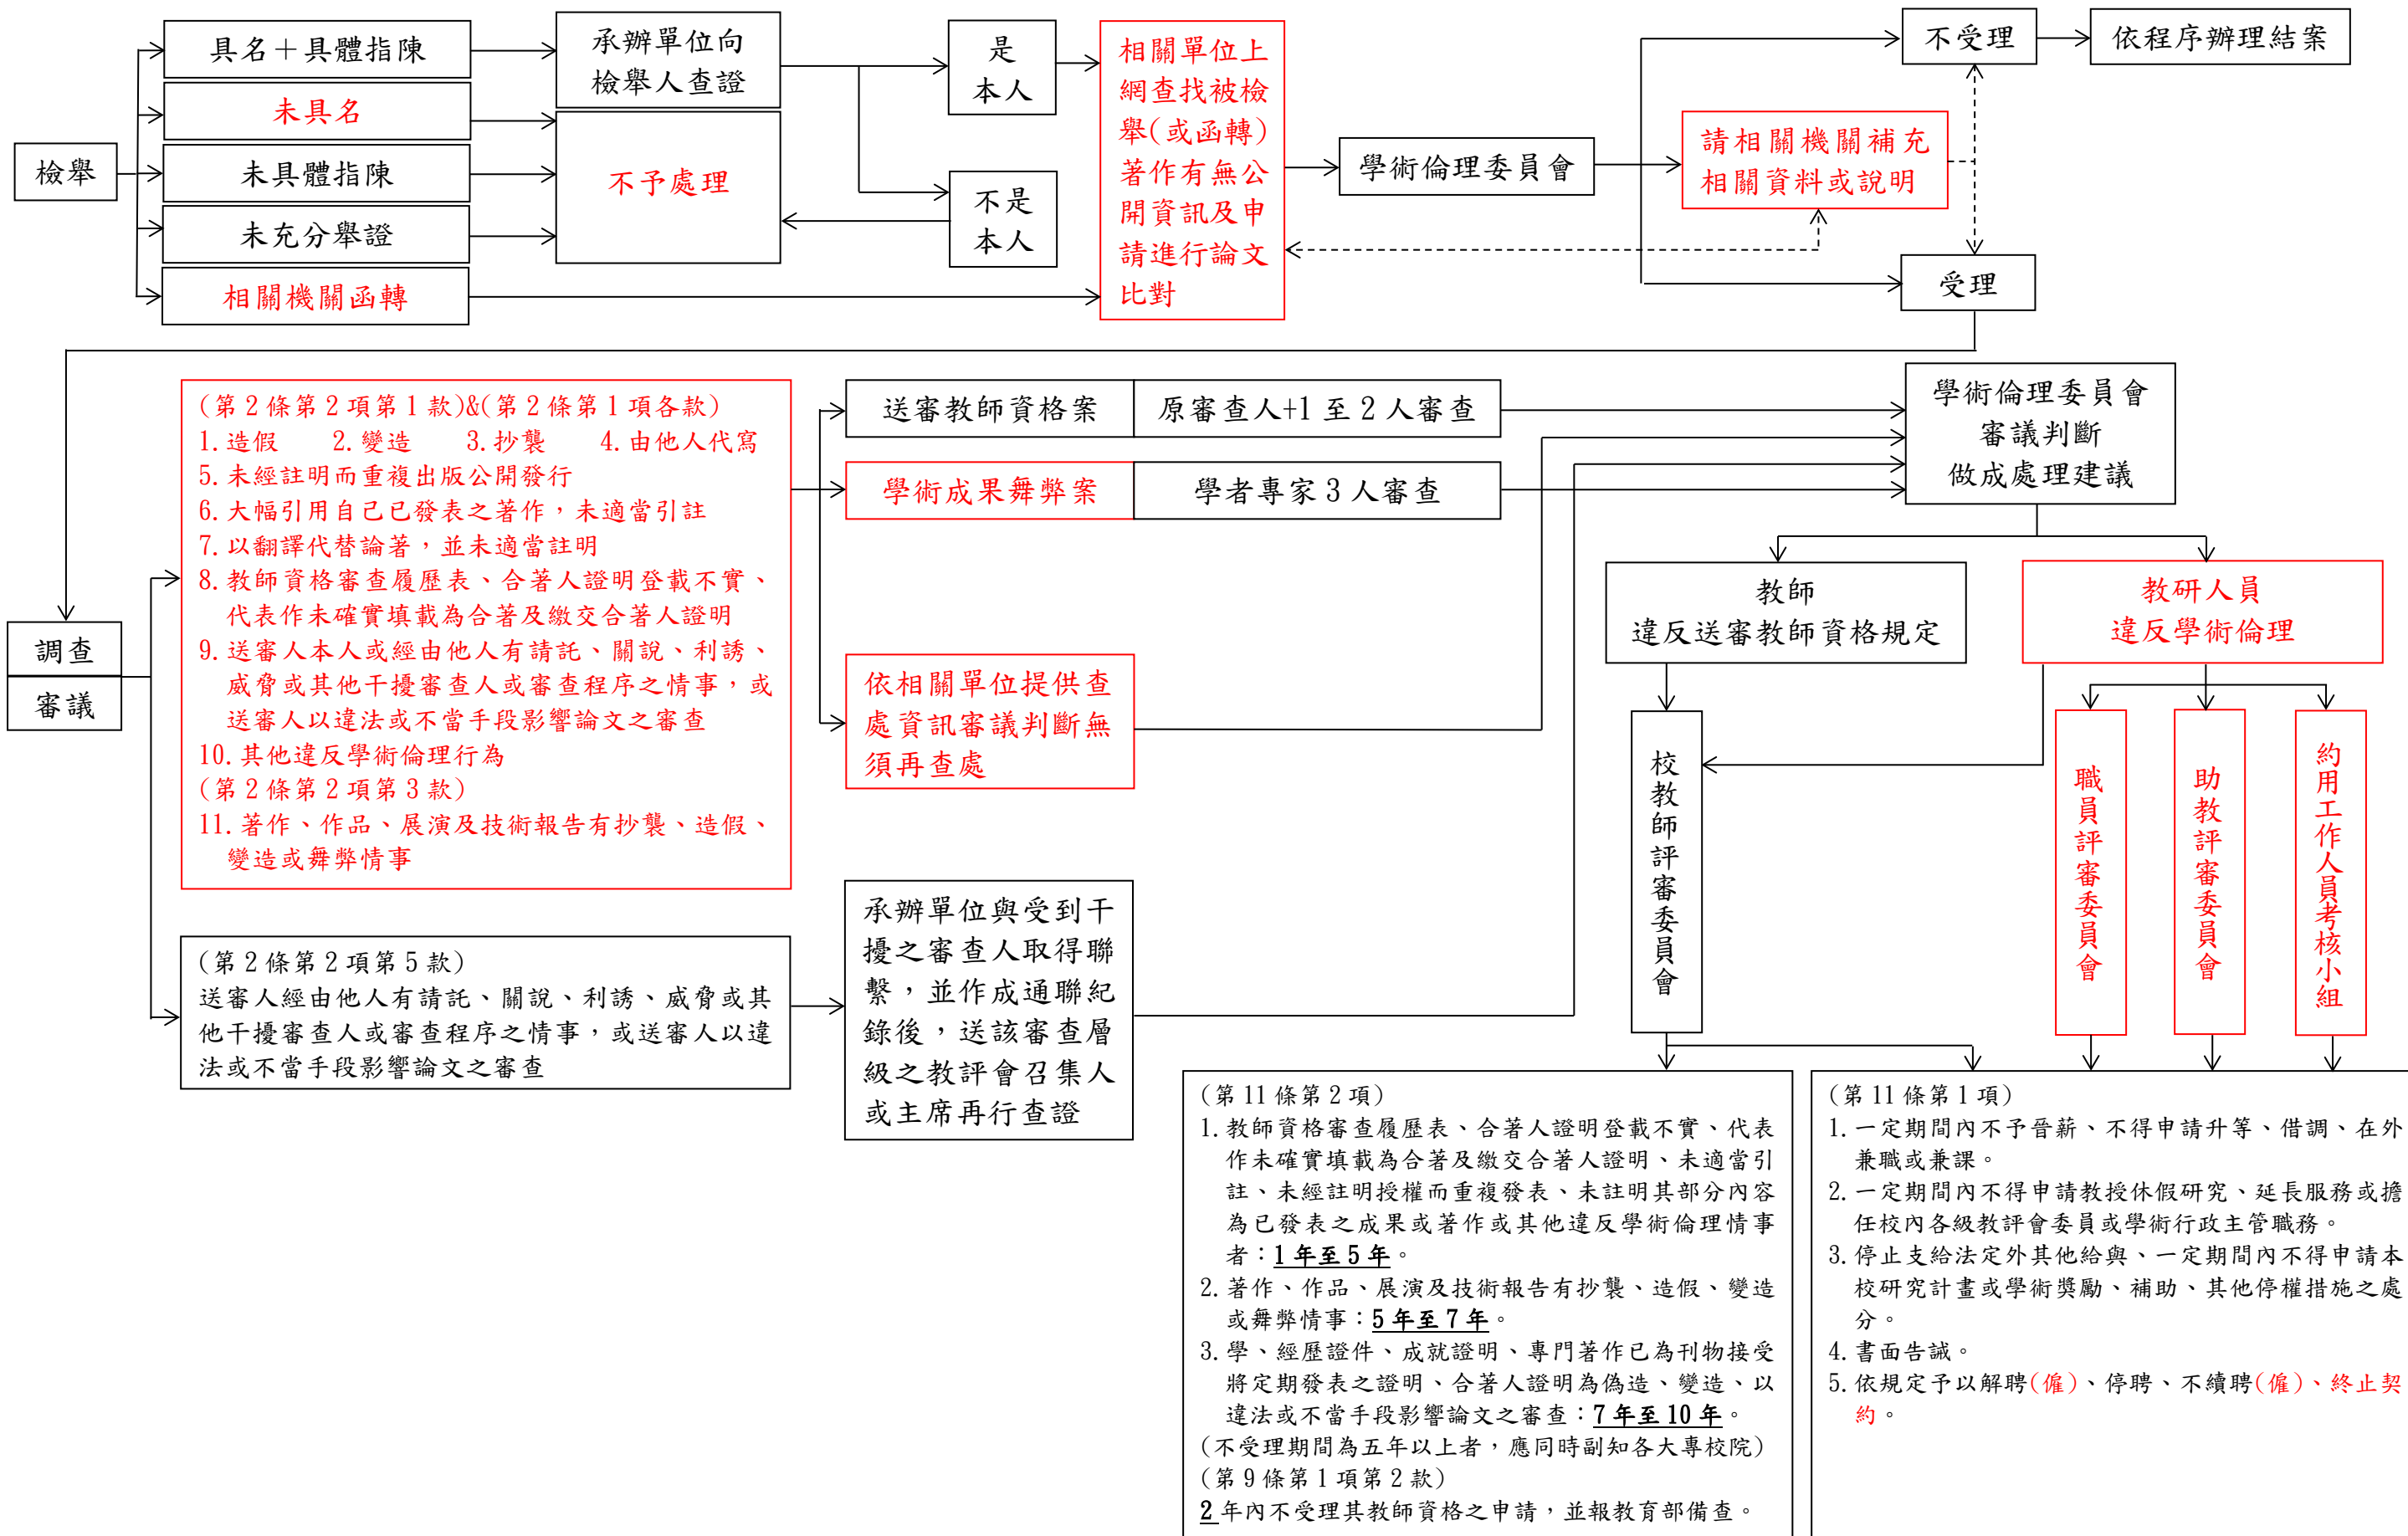 檢舉
具名＋具體指陳
未具名
未具體指陳
未充分舉證
相關機關函轉
承辦單位向
檢舉人查證
不予處理
是
本人
不是
本人
相關單位上
網查找被檢
舉(或函轉)
著作有無公
開資訊及申
請進行論文
比對
學術倫理委員會
不受理
依程序辦理結案
請相關機關補充
相關資料或說明
受理
調查
審議
(第 2 條第 2 項第 1 款)&(第 2 條第 1 項各款)
1.造假 2.變造 3.抄襲 4.由他人代寫
5.未經註明而重複出版公開發行
6.大幅引用自己已發表之著作，未適當引註
7.以翻譯代替論著，並未適當註明
8.教師資格審查履歷表、合著人證明登載不實、
代表作未確實填載為合著及繳交合著人證明
9.送審人本人或經由他人有請託、關說、利誘、
威脅或其他干擾審查人或審查程序之情事，或
送審人以違法或不當手段影響論文之審查
10.其他違反學術倫理行為
(第 2 條第 2 項第 3 款)
11.著作、作品、展演及技術報告有抄襲、造假、
變造或舞弊情事
(第 2 條第 2 項第 5 款)
送審人經由他人有請託、關說、利誘、威脅或其
他干擾審查人或審查程序之情事，或送審人以違
法或不當手段影響論文之審查
送審教師資格案
原審查人+1 至 2 人審查
學術成果舞弊案
學者專家 3 人審查
依相關單位提供查
處資訊審議判斷無
須再查處
承辦單位與受到干
擾之審查人取得聯
繫，並作成通聯紀
錄後，送該審查層
級之教評會召集人
或主席再行查證
學術倫理委員會
審議判斷
做成處理建議
教師
違反送審教師資格規定
教研人員
違反學術倫理
校教師評審委員會
職員評審委員會
助教評審委員會
約用工作人員考核小組
(第 11 條第 2 項)
1.教師資格審查履歷表、合著人證明登載不實、代表
作未確實填載為合著及繳交合著人證明、未適當引
註、未經註明授權而重複發表、未註明其部分內容
為已發表之成果或著作或其他違反學術倫理情事
者：1 年至 5 年。
2.著作、作品、展演及技術報告有抄襲、造假、變造
或舞弊情事：5 年至 7 年。
3.學、經歷證件、成就證明、專門著作已為刊物接受
將定期發表之證明、合著人證明為偽造、變造、以
違法或不當手段影響論文之審查：7 年至 10 年。
(不受理期間為五年以上者，應同時副知各大專校院)
(第 9 條第 1 項第 2 款)
2 年內不受理其教師資格之申請，並報教育部備查。
(第 11 條第 1 項)
1.一定期間內不予晉薪、不得申請升等、借調、在外
兼職或兼課。
2.一定期間內不得申請教授休假研究、延長服務或擔
任校內各級教評會委員或學術行政主管職務。
3.停止支給法定外其他給與、一定期間內不得申請本
校研究計畫或學術獎勵、補助、其他停權措施之處
分。
4.書面告誡。
5.依規定予以解聘(僱)、停聘、不續聘(僱)、終止契
約。